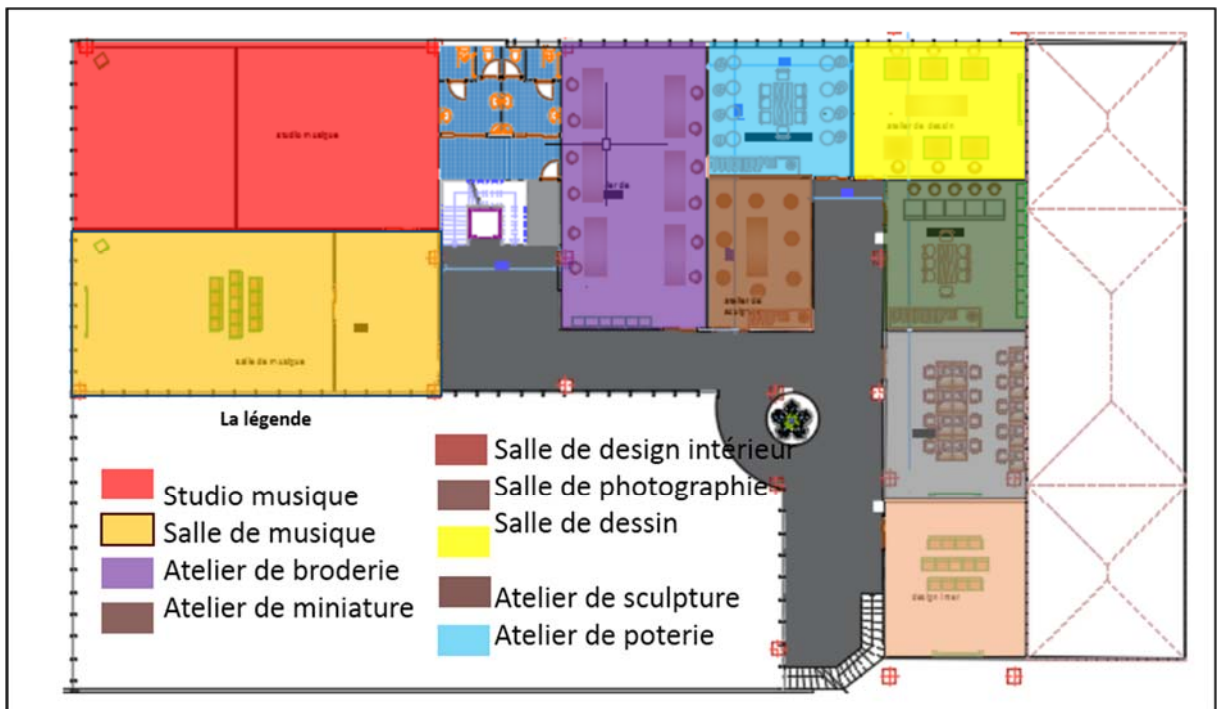 studio musique
atelier de dessin
salle de musique
atelier de
design inter
La légende
Studio musique
Salle de musique
Atelier de broderie
Atelier de miniature
Salle de design intérieur
Salle de photographie
Salle de dessin
Atelier de sculpture
Atelier de poterie